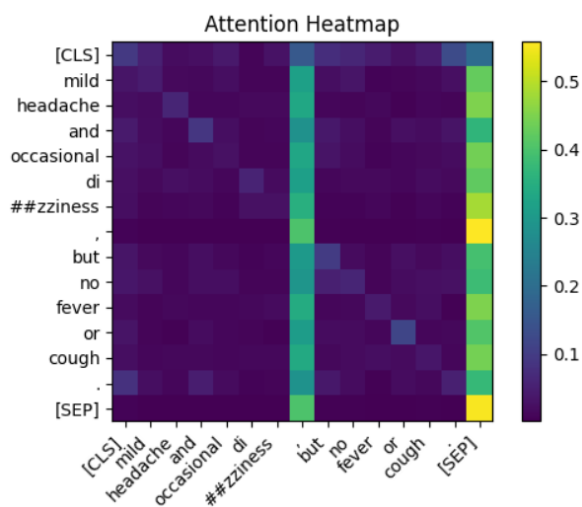 Attention Heatmap
[CLS]
mild
headache
and
occasional
di
##zziness
,
but
no
fever
or
cough
.
[SEP]
0.5
0.4
0.3
0.2
0.1
[CLS]
mild
headache
and
occasional
di
##zziness
,
but
no
fever
or
cough
.
[SEP]